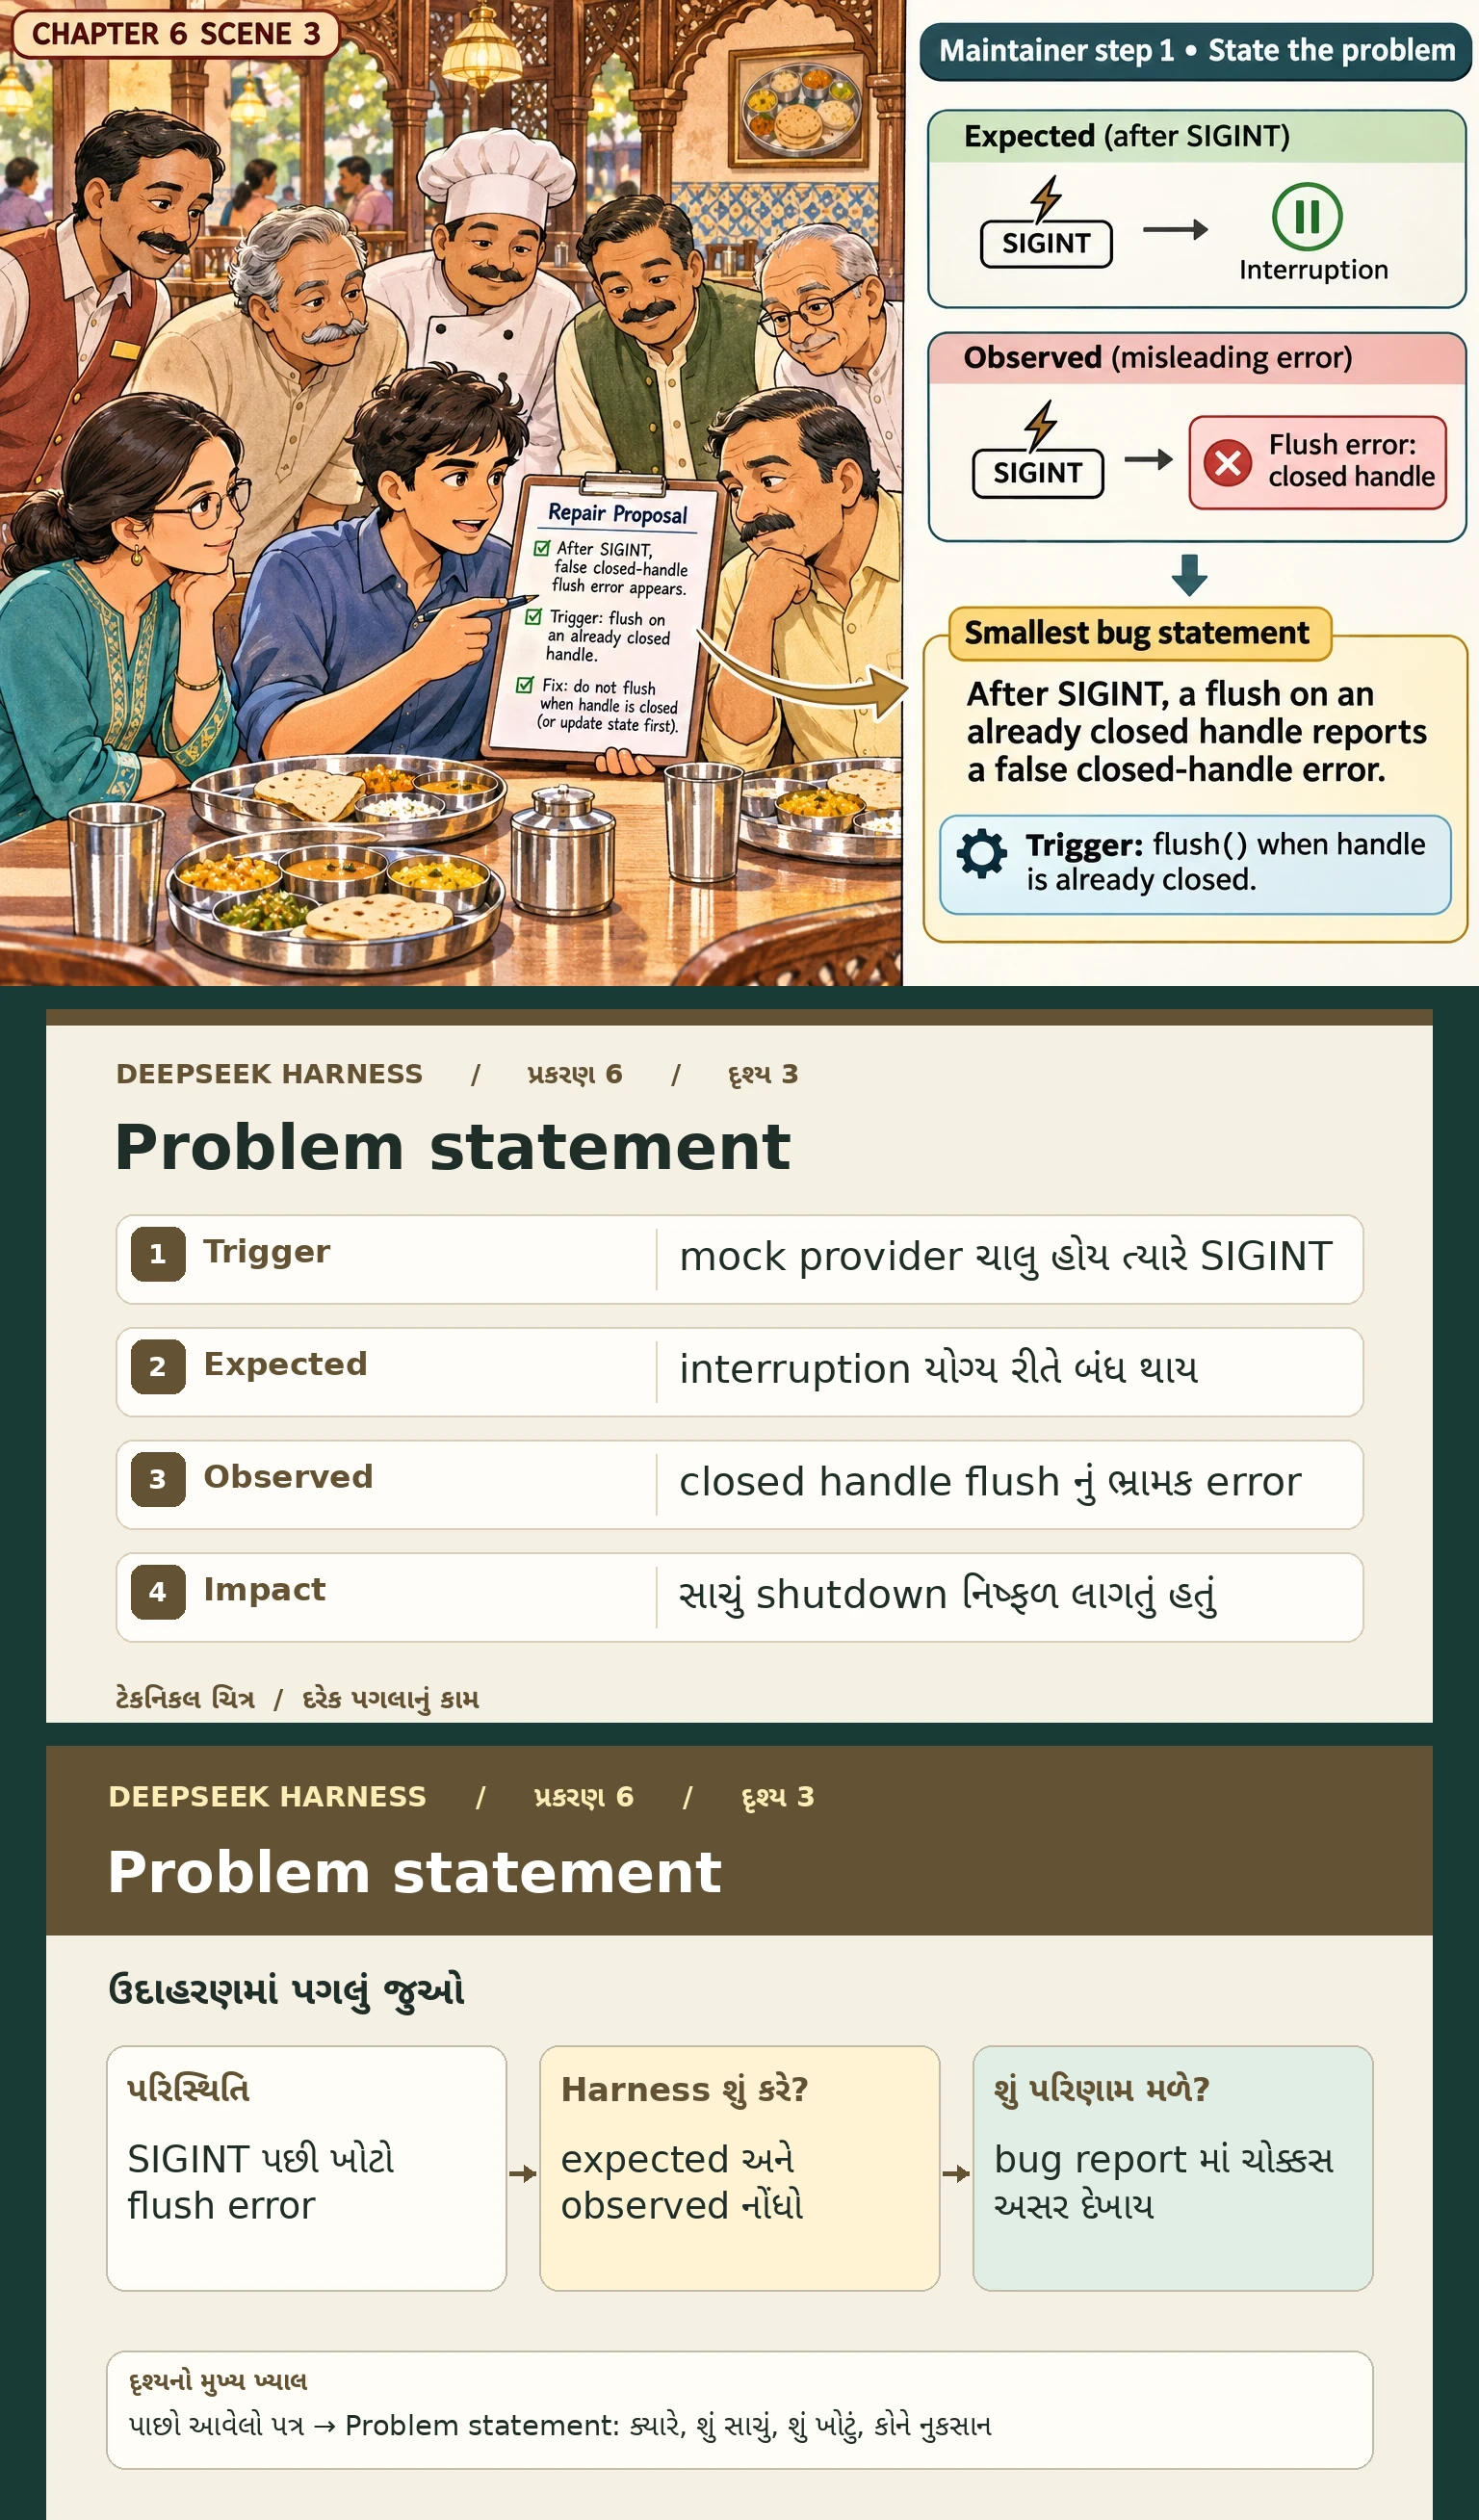 CHAPTER 6 SCENE 3
Repair Proposal
After SIGINT,
false closed-handle
flush error appears.
Trigger: flush on
an already closed
handle.
Fix: do not flush
when handle is closed
(or update state first).
Maintainer step 1 • State the problem
Expected (after SIGINT)
SIGINT
Interruption
Observed (misleading error)
SIGINT
Flush error:
closed handle
Smallest bug statement
After SIGINT, a flush on an
already closed handle reports
a false closed-handle error.
Trigger: flush() when handle
is already closed.
DEEPSEEK HARNESS / પ્રકરણ 6 / દૃશ્ય 3
Problem statement
1 Trigger mock provider ચાલુ હોય ત્યારે SIGINT
2 Expected interruption યોગ્ય રીતે બંધ થાય
3 Observed closed handle flush નું ભ્રામક error
4 Impact સાચું shutdown નિષ્ફળ લાગતું હતું
ટેકનિકલ ચિત્ર / દરેક પગલાનું કામ
DEEPSEEK HARNESS / પ્રકરણ 6 / દૃશ્ય 3
Problem statement
ઉદાહરણમાં પગલું જુઓ
પરિસ્થિતિ
SIGINT પછી ખોટો
flush error
Harness શું કરે?
expected અને
observed નોંધો
શું પરિણામ મળે?
bug report માં ચોક્કસ
અસર દેખાય
દૃશ્યનો મુખ્ય ખ્યાલ
પાછો આવેલો પત્ર → Problem statement: ક્યારે, શું સાચું, શું ખોટું, કોને નુકસાન